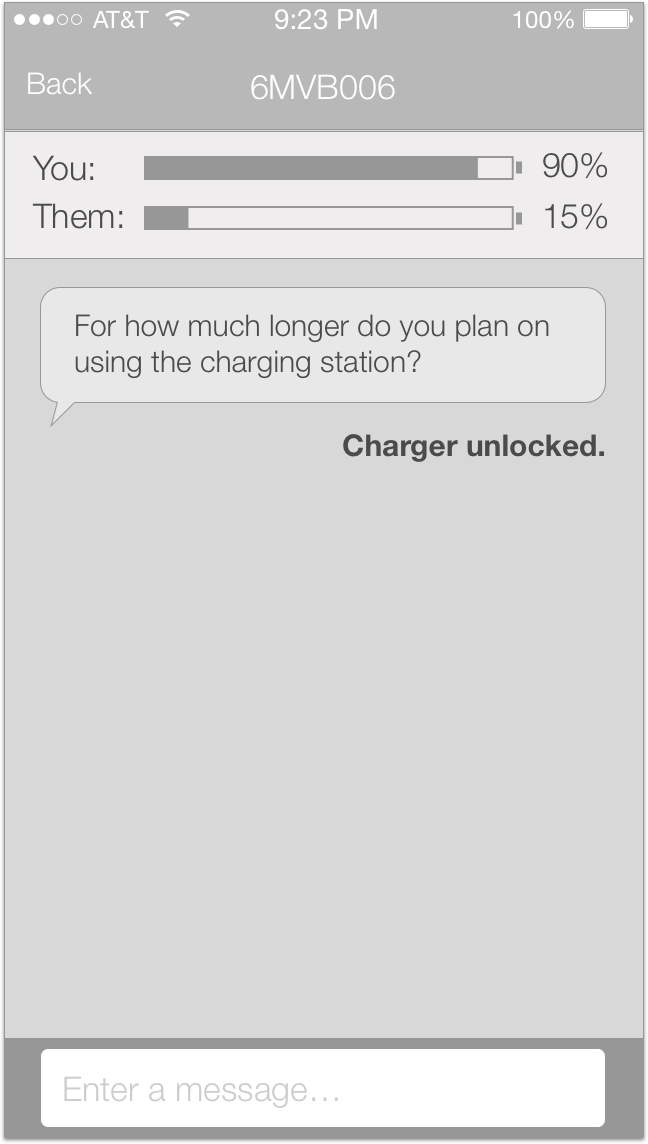 AT&T 9:23 PM 100%
Back 6MVB006
You: 90%
Them: 15%
For how much longer do you plan on
using the charging station?
Charger unlocked.
Enter a message...